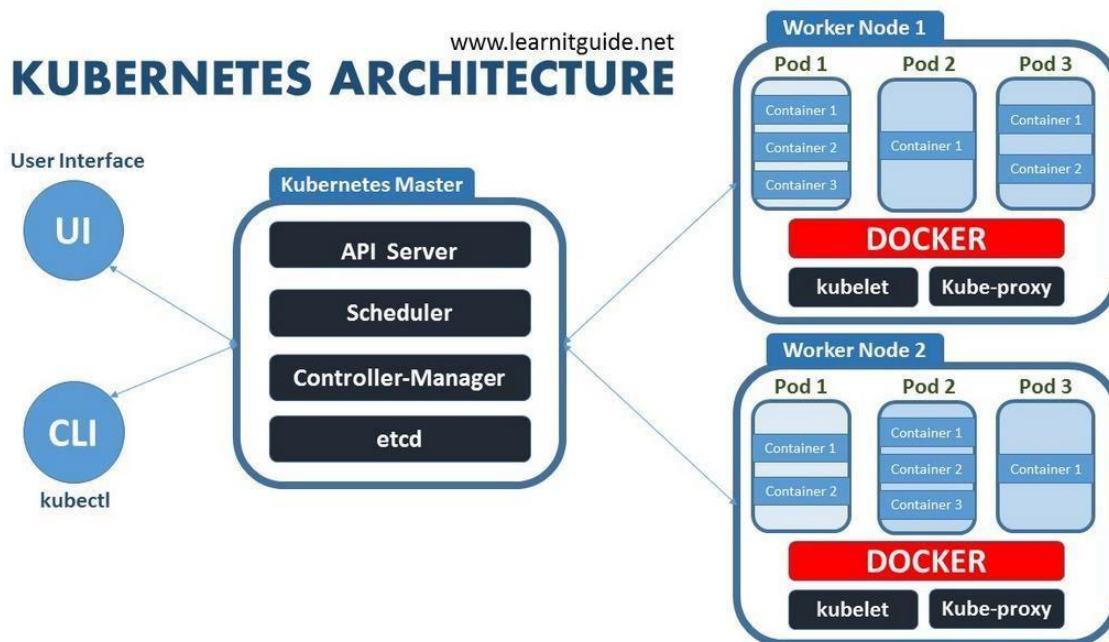 www.learnitguide.net
KUBERNETES ARCHITECTURE
User Interface
UI
CLI
kubectl
Kubernetes Master
API Server
Scheduler
Controller-Manager
etcd
Worker Node 1
Pod 1 Pod 2 Pod 3
Container 1
Container 2
Container 3
Container 1
Container 1
Container 2
DOCKER
kubelet Kube-proxy
Worker Node 2
Pod 1 Pod 2 Pod 3
Container 1
Container 2
Container 1
Container 2
Container 3
Container 1
DOCKER
kubelet Kube-proxy